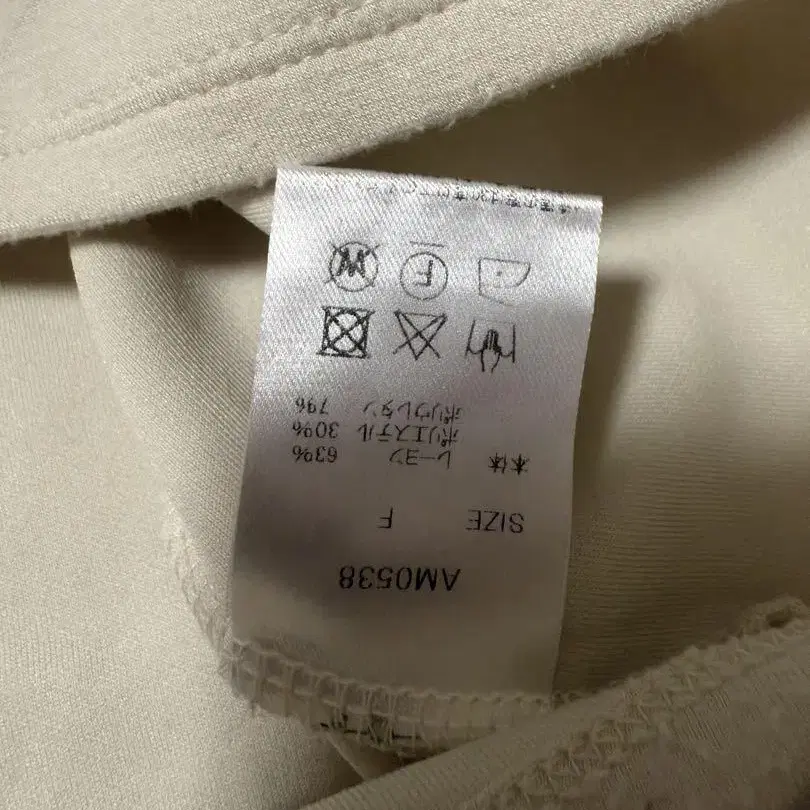 AM0538
SIZE F
本体 レーヨン 63%
ポリエステル 30%
ポリウレタン 7%
F W